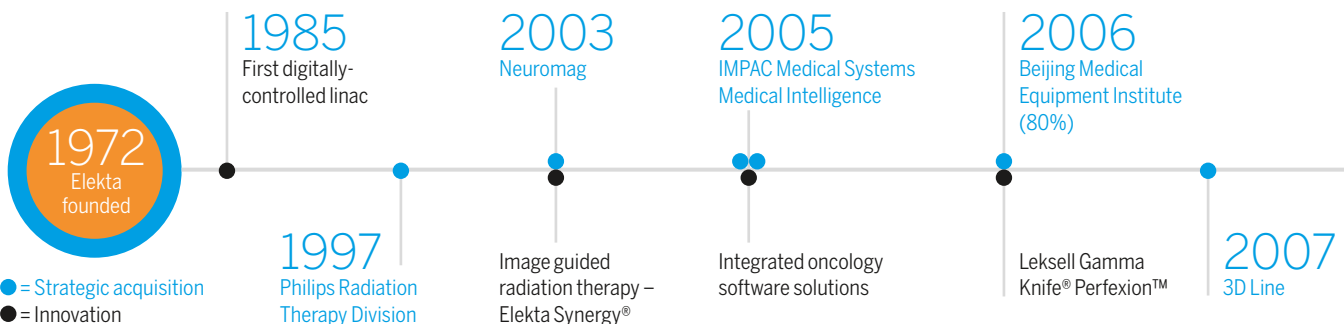 1972
Elekta
founded
= Strategic acquisition
= Innovation
1985
First digitally-
controlled linac
1997
Philips Radiation
Therapy Division
2003
Neuromag
Image guided
radiation therapy –
Elekta Synergy®
2005
IMPAC Medical Systems
Medical Intelligence
Integrated oncology
software solutions
2006
Beijing Medical
Equipment Institute
(80%)
Leksell Gamma
Knife® Perfexion™
2007
3D Line